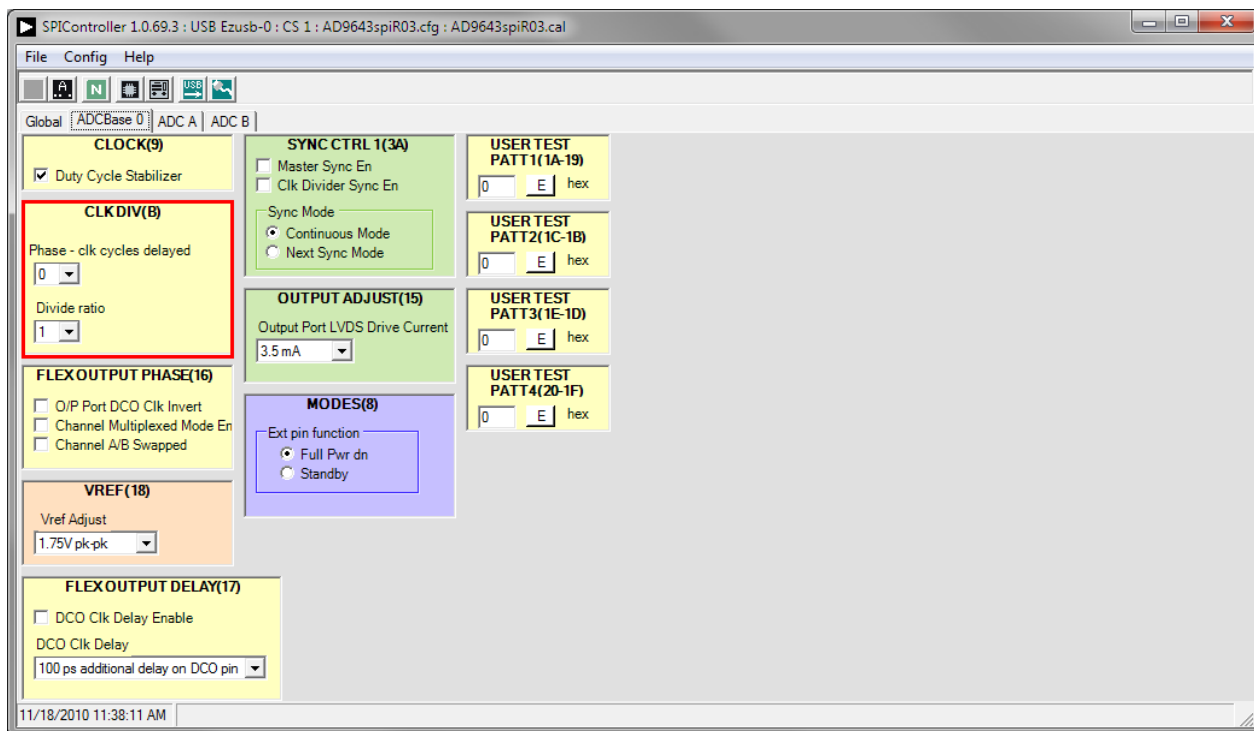 SPIController 1.0.69.3 : USB Ezusb-0 : CS 1 : AD9643spiR03.cfg : AD9643spiR03.cal
File Config Help
A N USB
Global ADCBase 0 ADC A ADC B
CLOCK(9)
Duty Cycle Stabilizer
CLK DIV(B)
Phase - clk cycles delayed
0
Divide ratio
1
FLEX OUTPUT PHASE(16)
O/P Port DCO Clk Invert
Channel Multiplexed Mode En
Channel A/B Swapped
VREF(18)
Vref Adjust
1.75V pk-pk
FLEX OUTPUT DELAY(17)
DCO Clk Delay Enable
DCO Clk Delay
100 ps additional delay on DCO pin
SYNC CTRL 1(3A)
Master Sync En
Clk Divider Sync En
Sync Mode
Continuous Mode
Next Sync Mode
OUTPUT ADJUST(15)
Output Port LVDS Drive Current
3.5 mA
MODES(8)
Ext pin function
Full Pwr dn
Standby
USER TEST
PATT1(1A-19)
0 E hex
USER TEST
PATT2(1C-1B)
0 E hex
USER TEST
PATT3(1E-1D)
0 E hex
USER TEST
PATT4(20-1F)
0 E hex
11/18/2010 11:38:11 AM